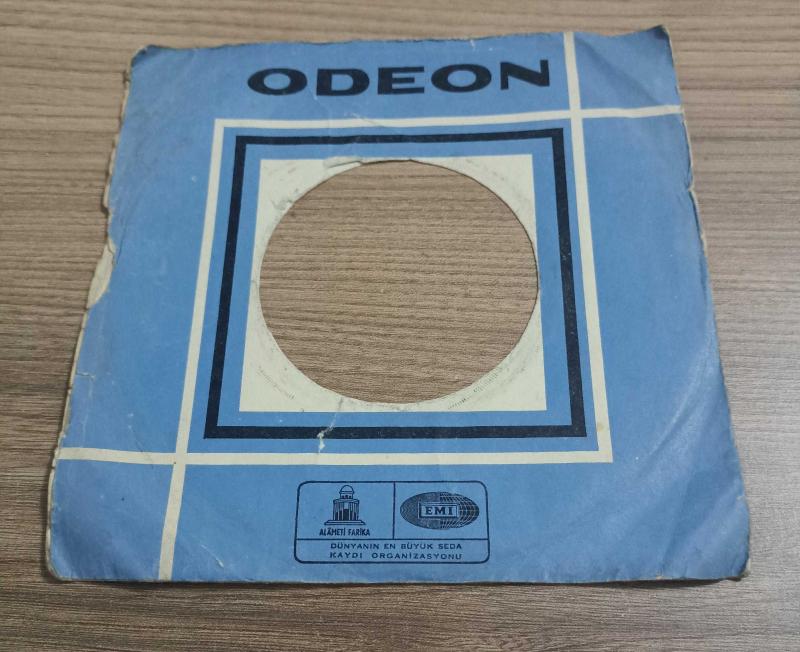 ODEON
ALÂMETİ FARİKA
EMI
DÜNYANIN EN BÜYÜK SEDA
KAYDI ORGANİZASYONU